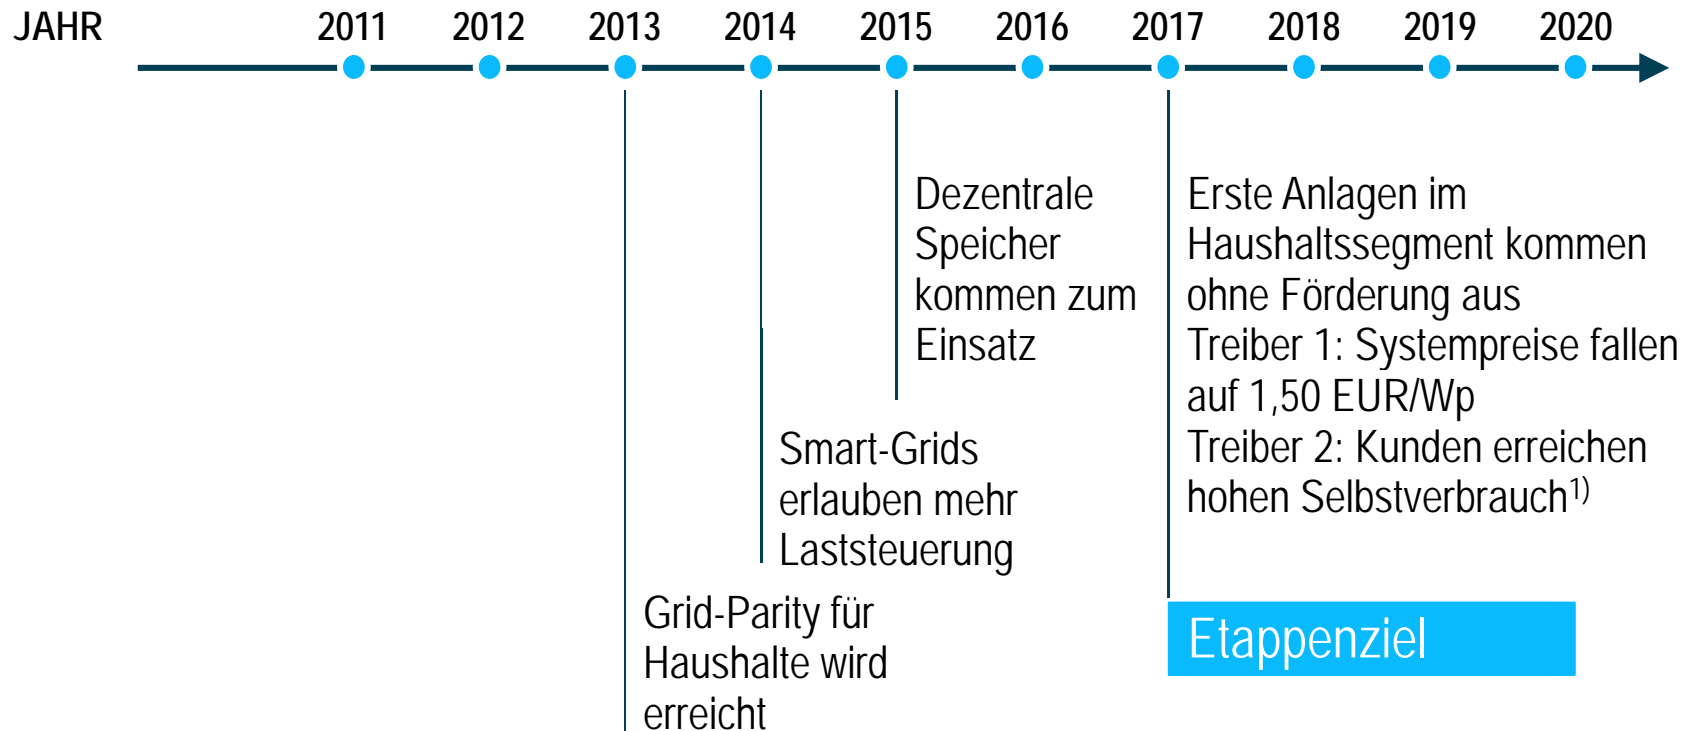 JAHR 2011 2012 2013 2014 2015 2016 2017 2018 2019 2020
Dezentrale
Speicher
kommen zum
Einsatz
Erste Anlagen im
Haushaltssegment kommen
ohne Förderung aus
Treiber 1: Systempreise fallen
auf 1,50 EUR/Wp
Treiber 2: Kunden erreichen
hohen Selbstverbrauch1)
Smart-Grids
erlauben mehr
Laststeuerung
Grid-Parity für
Haushalte wird
erreicht
Etappenziel